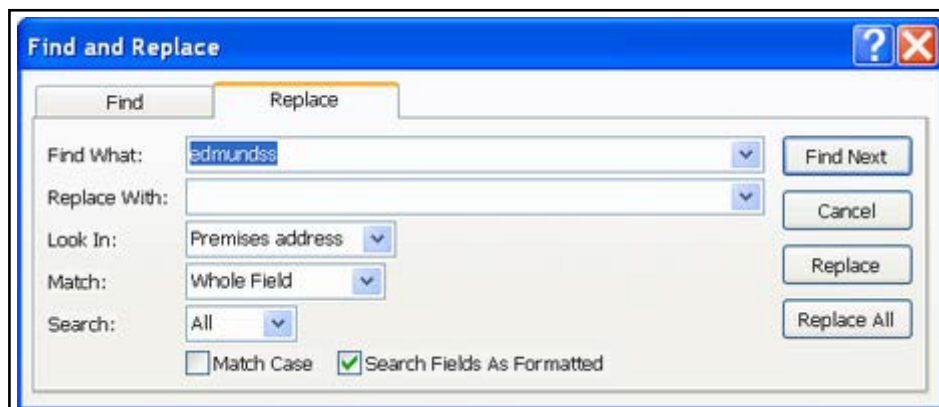 Find and Replace
Find Replace
Find What: edmundss Find Next
Replace With: Cancel
Look In: Premises address
Match: Whole Field Replace
Search: All Replace All
Match Case Search Fields As Formatted